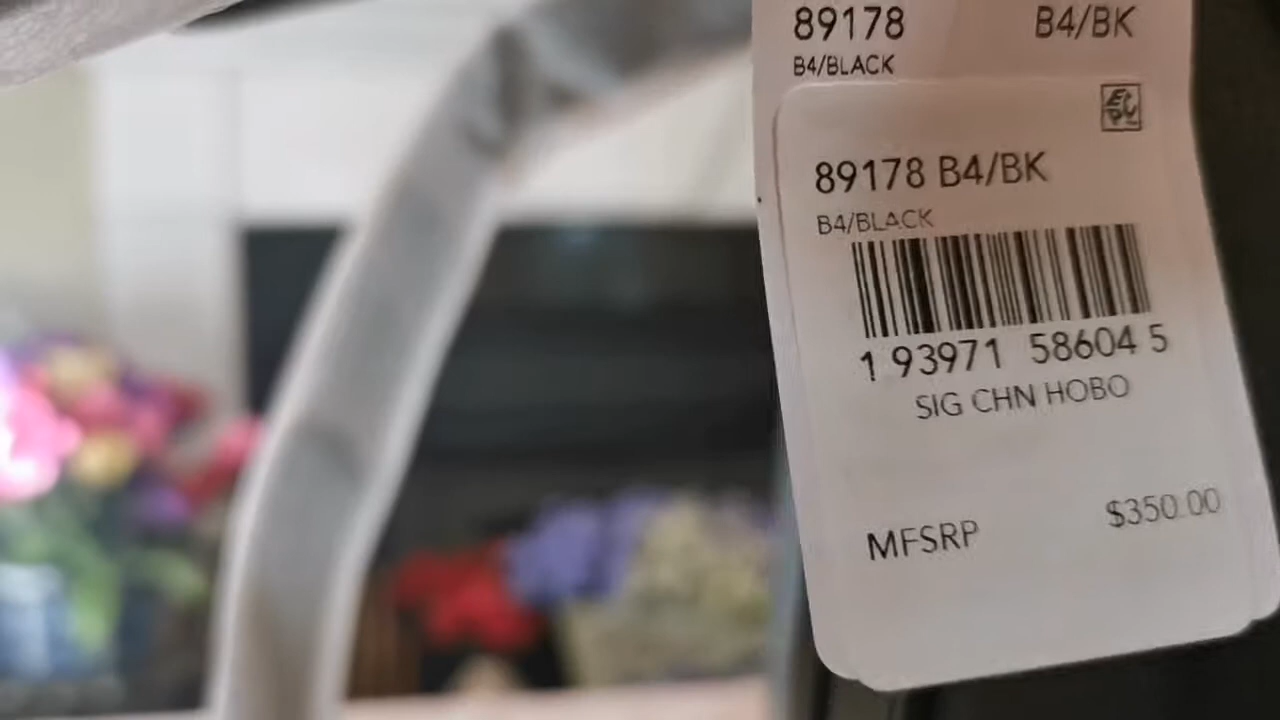 89178 B4/BK
B4/BLACK
89178 B4/BK
B4/BLACK
1 93971 58604 5
SIG CHN HOBO
MFSRP $350.00